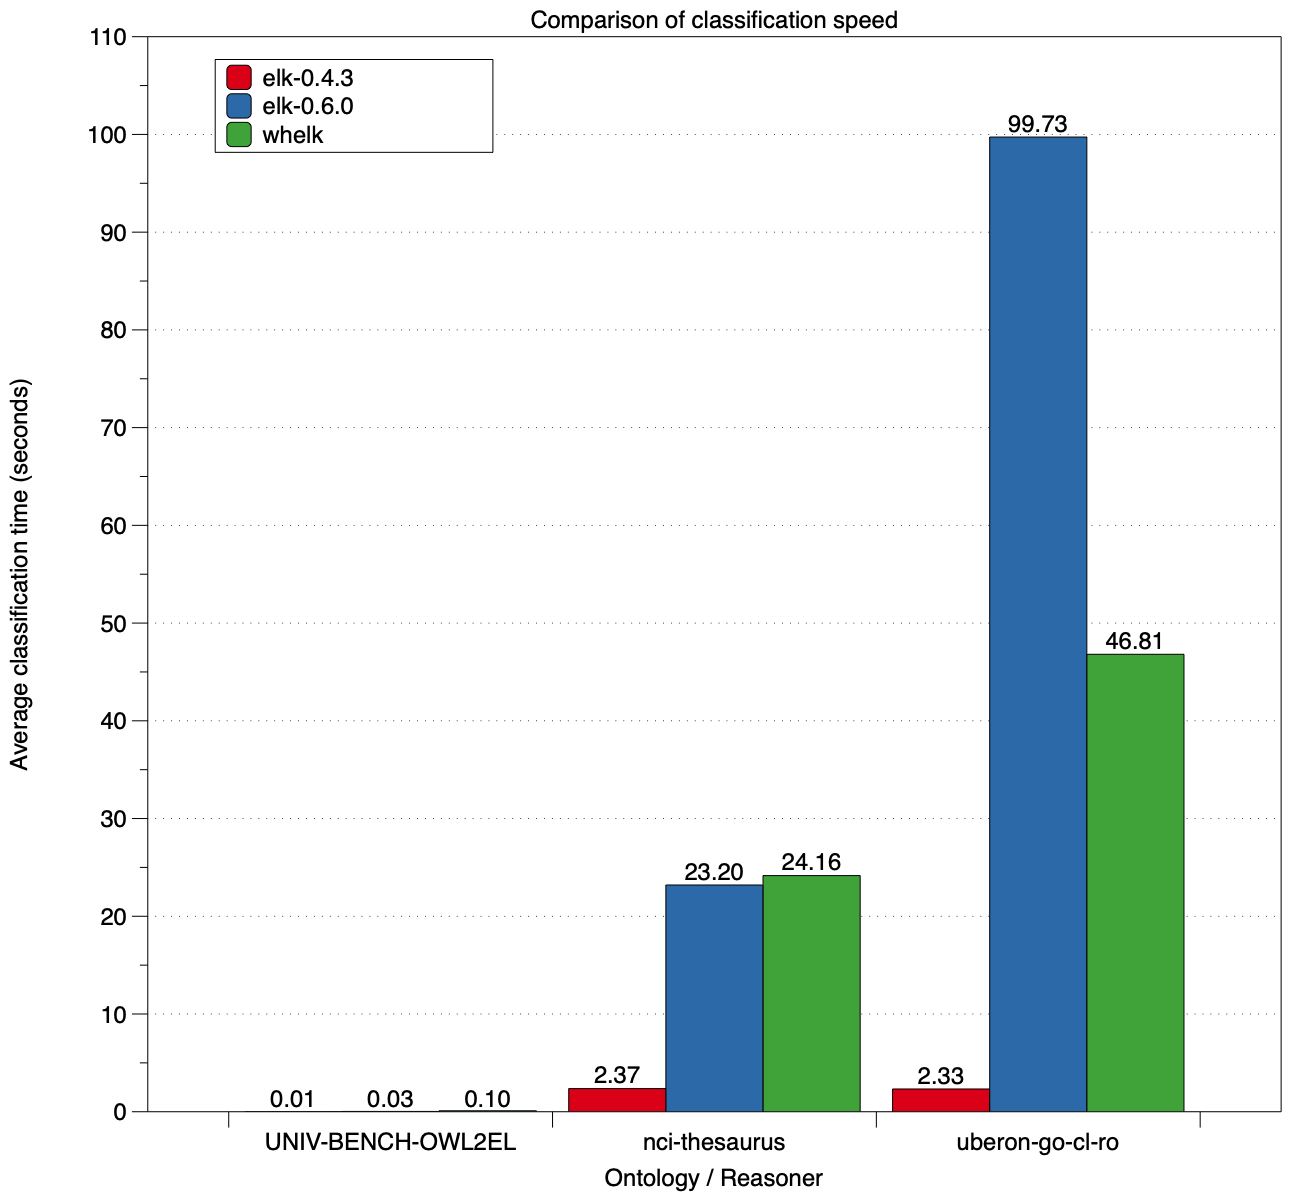 Comparison of classification speed
110
100
90
80
70
60
50
40
30
20
10
0
Average classification time (seconds)
elk-0.4.3
elk-0.6.0
whelk
0.01
0.03
0.10
2.37
23.20
24.16
2.33
99.73
46.81
UNIV-BENCH-OWL2EL
nci-thesaurus
uberon-go-cl-ro
Ontology / Reasoner